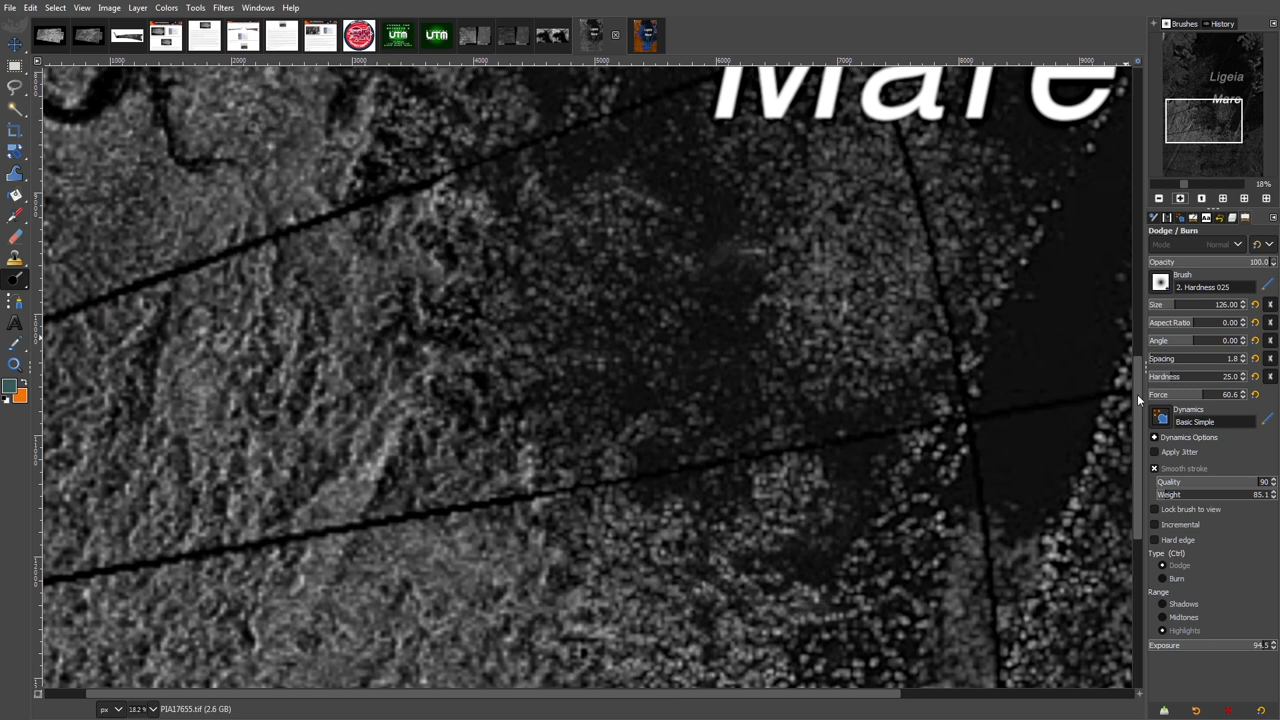 File Edit Select View Image Layer Colors Tools Filters Windows Help
UTM
UTM
Brushes
History
1000 2000 3000 4000 5000 6000 7000 8000 9000
Mare
Ligeia
Mare
18%
Dodge / Burn
Mode Normal
Opacity 100.0
Brush
2. Hardness 025
Size 126.00
Aspect Ratio 0.00
Angle 0.00
Spacing 1.8
Hardness 25.0
Force 60.6
Dynamics
Basic Simple
Dynamics Options
Apply Jitter
Smooth stroke
Quality 90
Weight 85.1
Lock brush to view
Incremental
Hard edge
Type (Ctrl)
Dodge
Burn
Range
Shadows
Midtones
Highlights
Exposure 94.5
px 18.2 % PIA17655.tif (2.6 GB)